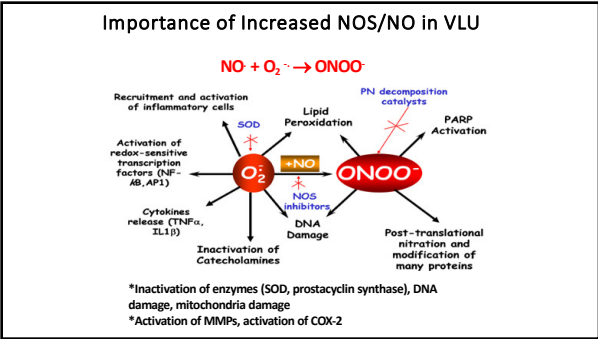 Importance of Increased NOS/NO in VLU
NO· + O₂⁻· → ONOO⁻
Recruitment and activation
of inflammatory cells
SOD
Lipid
Peroxidation
PN decomposition
catalysts
PARP
Activation
Activation of
redox-sensitive
transcription
factors (NF-
ÁB,AP1)
O₂·⁻
+NO
ONOO⁻
NOS
inhibitors
Cytokines
release (TNFα,
IL1β)
DNA
Damage
Inactivation of
Catecholamines
Post-translational
nitration and
modification of
many proteins
*Inactivation of enzymes (SOD, prostacyclin synthase), DNA
damage, mitochondria damage
*Activation of MMPs, activation of COX-2